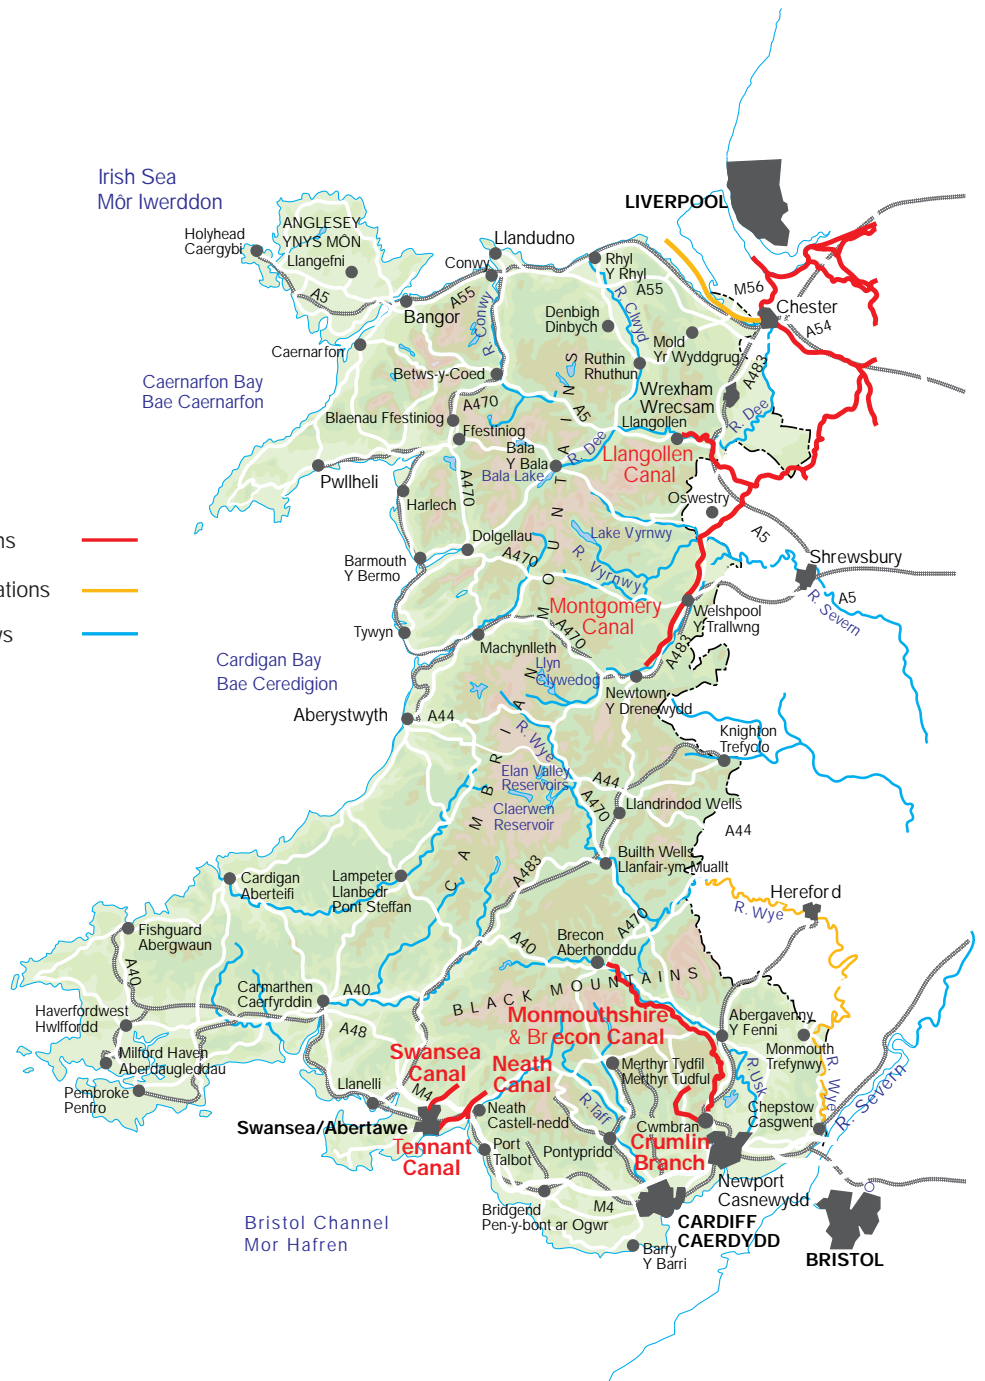 Irish Sea
Môr Iwerddon
LIVERPOOL
ANGLESEY
YNYS MÔN
Llangefni
Holyhead
Caergybi
A5
Llandudno
Conwy
Rhyl
Y Rhyl
A55
M56
Chester
A54
Bangor
A55
R. Conwy
R. Clwyd
Denbigh
Dinbych
Mold
Yr Wyddgrug
A483
Caernarfon
Betws-y-Coed
Ruthin
Rhuthun
Wrexham
Wrecsam
R. Dee
Caernarfon Bay
Bae Caernarfon
A470
A5
Blaenau Ffestiniog
Ffestiniog
Llangollen
Llangollen
Canal
Bala
Y Bala
R. Dee
Bala Lake
Pwllheli
Harlech
A470
Oswestry
A5
ns
ations
ws
Dolgellau
A470
Lake Vyrnwy
R. Vyrnwy
Shrewsbury
A5
R. Severn
Barmouth
Y Bermo
Montgomery
Canal
Welshpool
Y Trallwng
A483
Tywyn
Machynlleth
A470
Llyn
Clywedog
Cardigan Bay
Bae Ceredigion
Newtown
Y Drenewydd
Aberystwyth
A44
R. Wye
Knighton
Trefyclo
Elan Valley
Reservoirs
A44
A470
Claerwen
Reservoir
Llandrindod Wells
A44
CAMBRIAN MOUNTAINS
Builth Wells
Llanfair-ym-Muallt
A483
Cardigan
Aberteifi
Lampeter
Llanbedr
Pont Steffan
Hereford
R. Wye
A470
Fishguard
Abergwaun
A40
A40
Brecon
Aberhonddu
BLACK MOUNTAINS
Carmarthen
Caerfyrddin
A40
A48
Haverfordwest
Hwlffordd
Milford Haven
Aberdaugleddau
Pembroke
Penfro
Monmouthshire
& Brecon Canal
Abergavenny
Y Fenni
Monmouth
Trefynwy
Swansea
Canal
Neath
Canal
Merthyr Tydfil
Merthyr Tudful
R Usk
R. Wye
R. Severn
Llanelli
M4
Neath
Castell-nedd
R.Taff
Cwmbran
Chepstow
Casgwent
Swansea/Abertawe
Tennant
Canal
Port
Talbot
Pontypridd
Crumlin
Branch
Newport
Casnewydd
Bridgend
Pen-y-bont ar Ogwr
M4
Bristol Channel
Mor Hafren
CARDIFF
CAERDYDD
Barry
Y Barri
BRISTOL